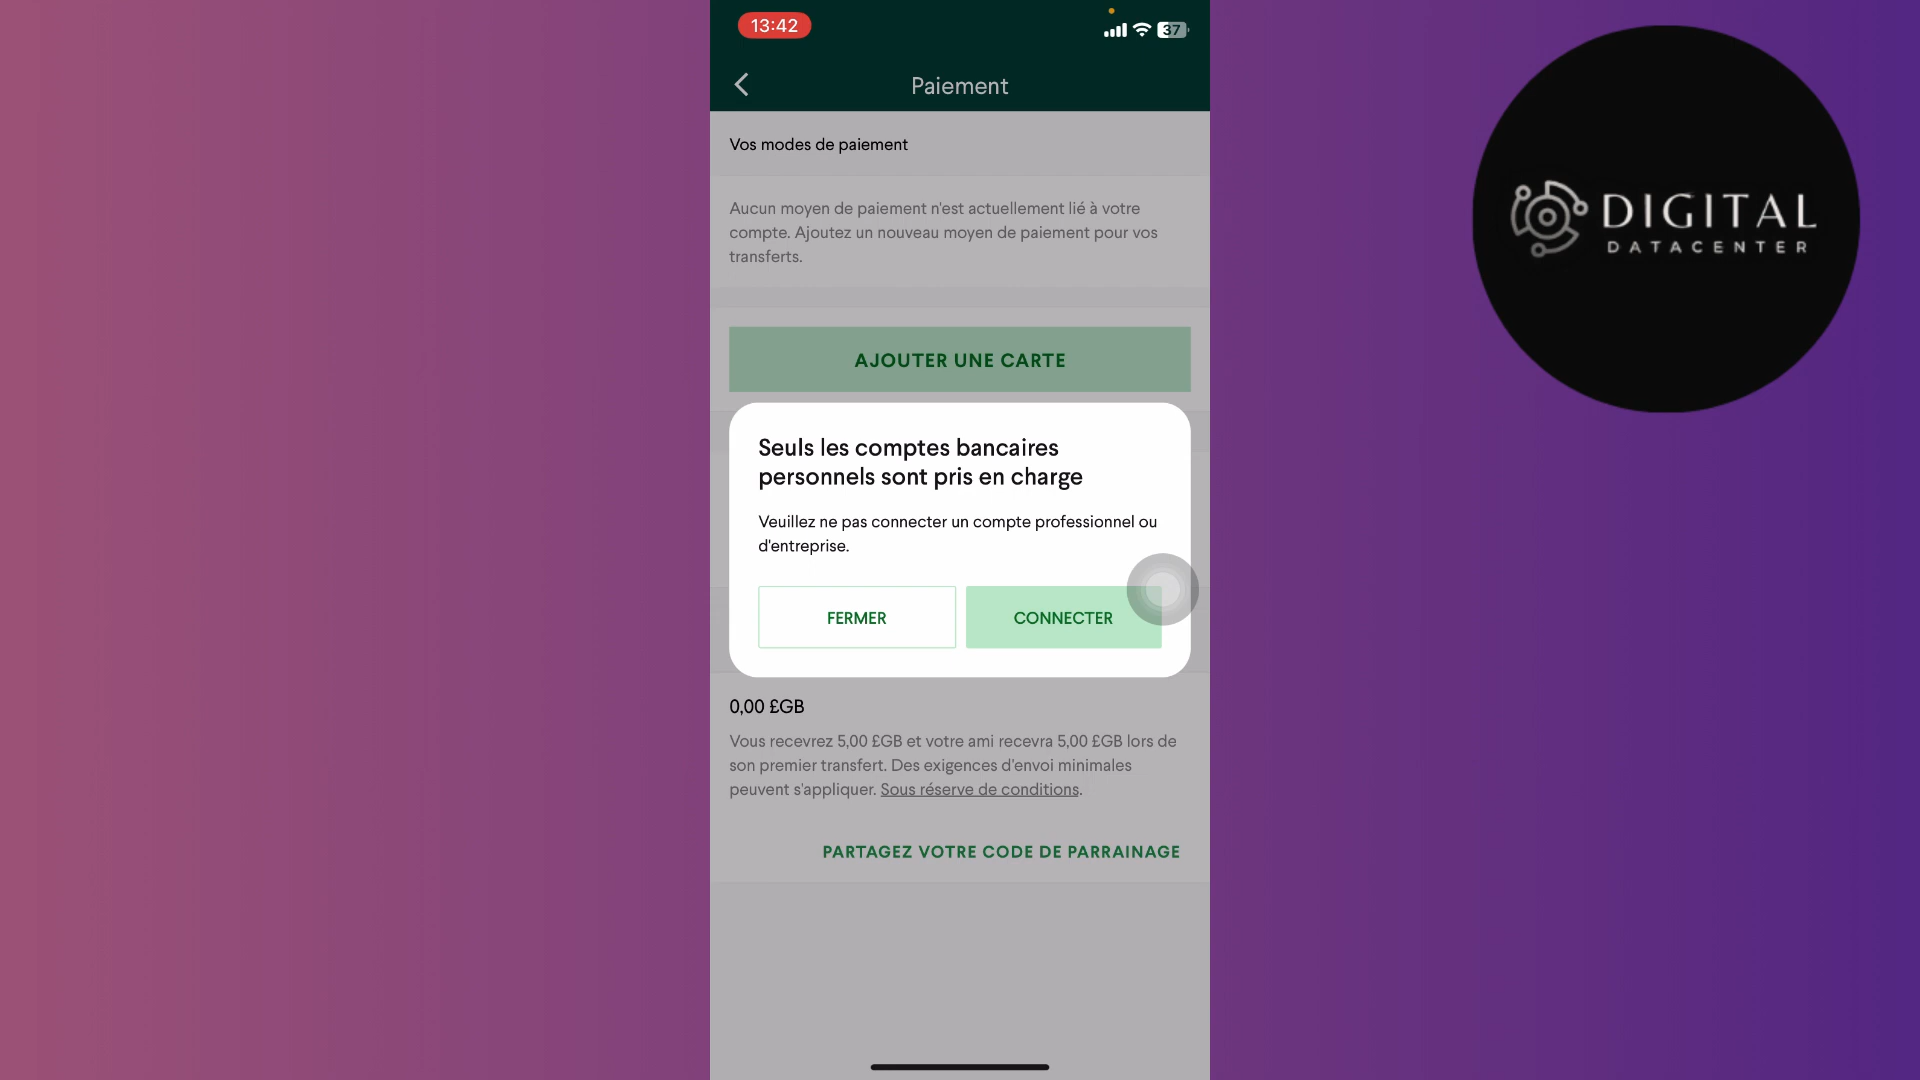 13:42
37
Paiement
Vos modes de paiement
Aucun moyen de paiement n'est actuellement lié à votre
compte. Ajoutez un nouveau moyen de paiement pour vos
transferts.
AJOUTER UNE CARTE
Seuls les comptes bancaires
personnels sont pris en charge
Veuillez ne pas connecter un compte professionnel ou
d'entreprise.
FERMER
CONNECTER
0,00 £GB
Vous recevrez 5,00 £GB et votre ami recevra 5,00 £GB lors de
son premier transfert. Des exigences d'envoi minimales
peuvent s'appliquer. Sous réserve de conditions.
PARTAGEZ VOTRE CODE DE PARRAINAGE
DIGITAL
DATACENTER